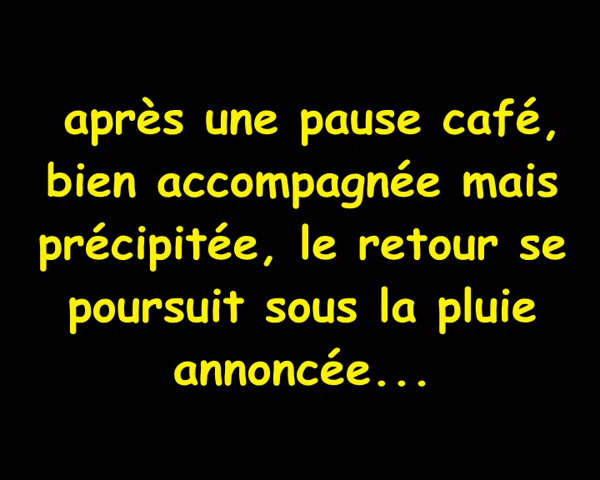 après une pause café,
bien accompagnée mais
précipitée, le retour se
poursuit sous la pluie
annoncée...